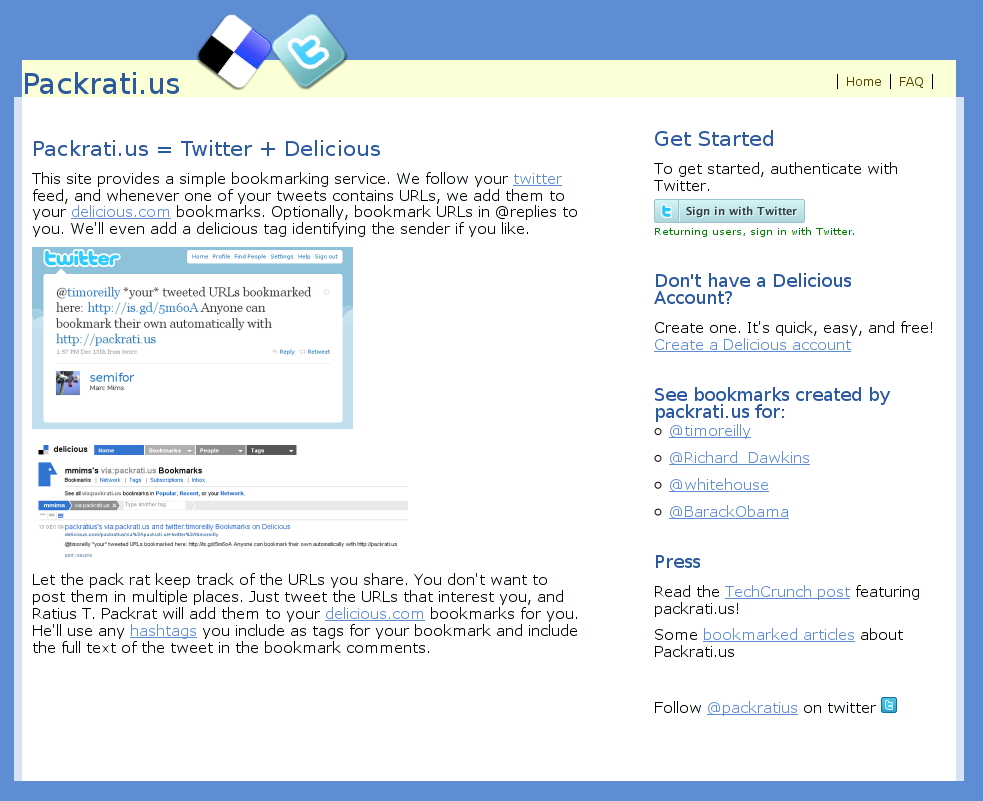 Packrati.us
Home
FAQ
Packrati.us = Twitter + Delicious
This site provides a simple bookmarking service. We follow your twitter
feed, and whenever one of your tweets contains URLs, we add them to
your delicious.com bookmarks. Optionally, bookmark URLs in @replies to
you. We'll even add a delicious tag identifying the sender if you like.
twitter
Home Profile Find People Settings Help Sign out
@timoreilly *your* tweeted URLs bookmarked
here: http://is.gd/5m6oA Anyone can
bookmark their own automatically with
http://packrati.us
1:57 PM Dec 13th from twirc
Reply Retweet
semifor
Marc Mims
delicious
Home Bookmarks People Tags
mmims's via:packrati.us Bookmarks
Bookmarks | Network | Tags | Subscriptions | Inbox
See all via:packrati.us bookmarks in Popular, Recent, or your Network.
mmims via:packrati.us Type another tag
13 DEC 09 packratius's via:packrati.us and twitter:timoreilly Bookmarks on Delicious
@timoreilly *your* tweeted URLs bookmarked here: http://is.gd/5m6oA Anyone can bookmark their own automatically with http://packrati.us
EDIT | DELETE
Let the pack rat keep track of the URLs you share. You don't want to
post them in multiple places. Just tweet the URLs that interest you, and
Ratius T. Packrat will add them to your delicious.com bookmarks for you.
He'll use any hashtags you include as tags for your bookmark and include
the full text of the tweet in the bookmark comments.
Get Started
To get started, authenticate with
Twitter.
Sign in with Twitter
Returning users, sign in with Twitter.
Don't have a Delicious
Account?
Create one. It's quick, easy, and free!
Create a Delicious account
See bookmarks created by
packrati.us for:
@timoreilly
@Richard_Dawkins
@whitehouse
@BarackObama
Press
Read the TechCrunch post featuring
packrati.us!
Some bookmarked articles about
Packrati.us
Follow @packratius on twitter